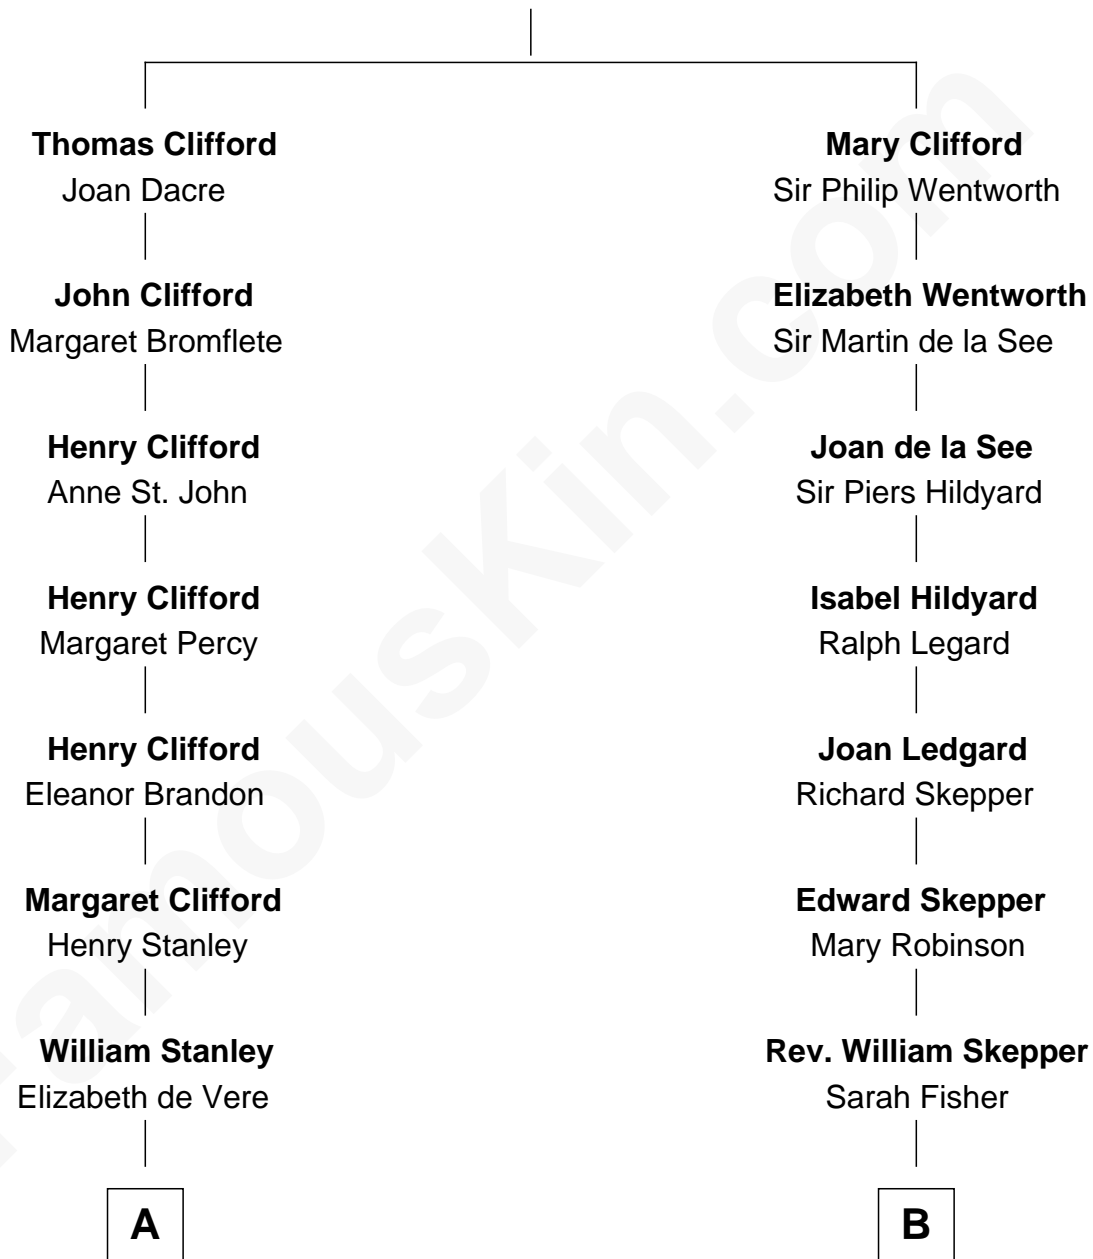 Thomas Clifford
Joan Dacre
Mary Clifford
Sir Philip Wentworth
John Clifford
Margaret Bromflete
Elizabeth Wentworth
Sir Martin de la See
Henry Clifford
Anne St. John
Joan de la See
Sir Piers Hildyard
Henry Clifford
Margaret Percy
Isabel Hildyard
Ralph Legard
Henry Clifford
Eleanor Brandon
Joan Ledgard
Richard Skepper
Margaret Clifford
Henry Stanley
Edward Skepper
Mary Robinson
William Stanley
Elizabeth de Vere
Rev. William Skepper
Sarah Fisher
A
B
FamousKin.com